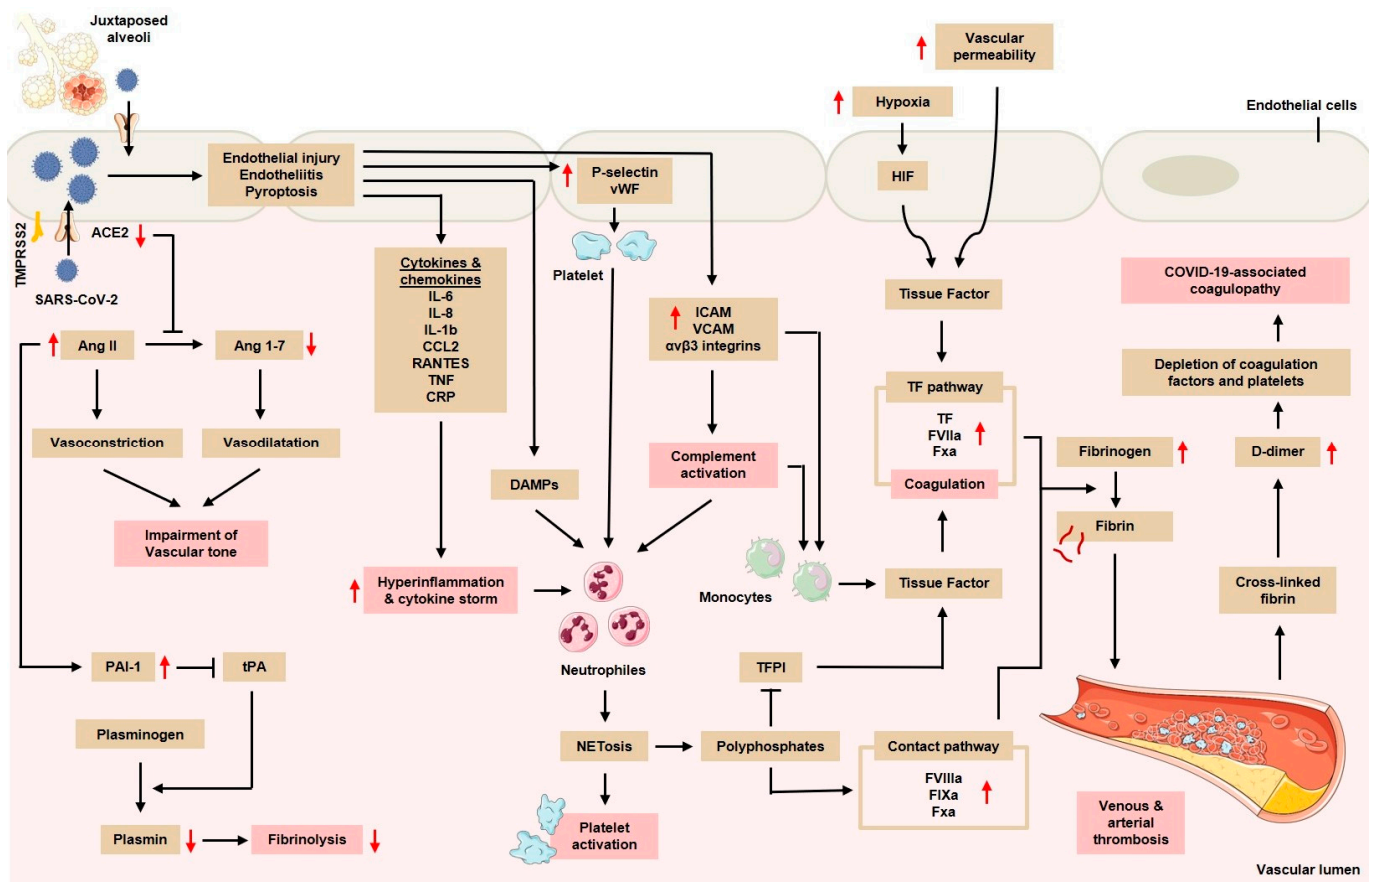 Juxtaposed
alveoli
Vascular
permeability
Hypoxia
Endothelial cells
Endothelial injury
Endotheliitis
Pyroptosis
P-selectin
vWF
HIF
TMPRSS2
ACE2
SARS-CoV-2
Platelet
Cytokines &
chemokines
IL-6
IL-8
IL-1b
CCL2
RANTES
TNF
CRP
ICAM
VCAM
αvβ3 integrins
Tissue Factor
COVID-19-associated
coagulopathy
Ang II
Ang 1-7
Depletion of coagulation
factors and platelets
TF pathway
TF
FVIIa
Fxa
Coagulation
Vasoconstriction
Vasodilatation
Complement
activation
Fibrinogen
D-dimer
DAMPs
Impairment of
Vascular tone
Fibrin
Hyperinflammation
& cytokine storm
Monocytes
Tissue Factor
Cross-linked
fibrin
Neutrophiles
PAI-1
tPA
TFPI
Plasminogen
NETosis
Polyphosphates
Contact pathway
FVIIIa
FIXa
Fxa
Plasmin
Fibrinolysis
Platelet
activation
Venous &
arterial
thrombosis
Vascular lumen